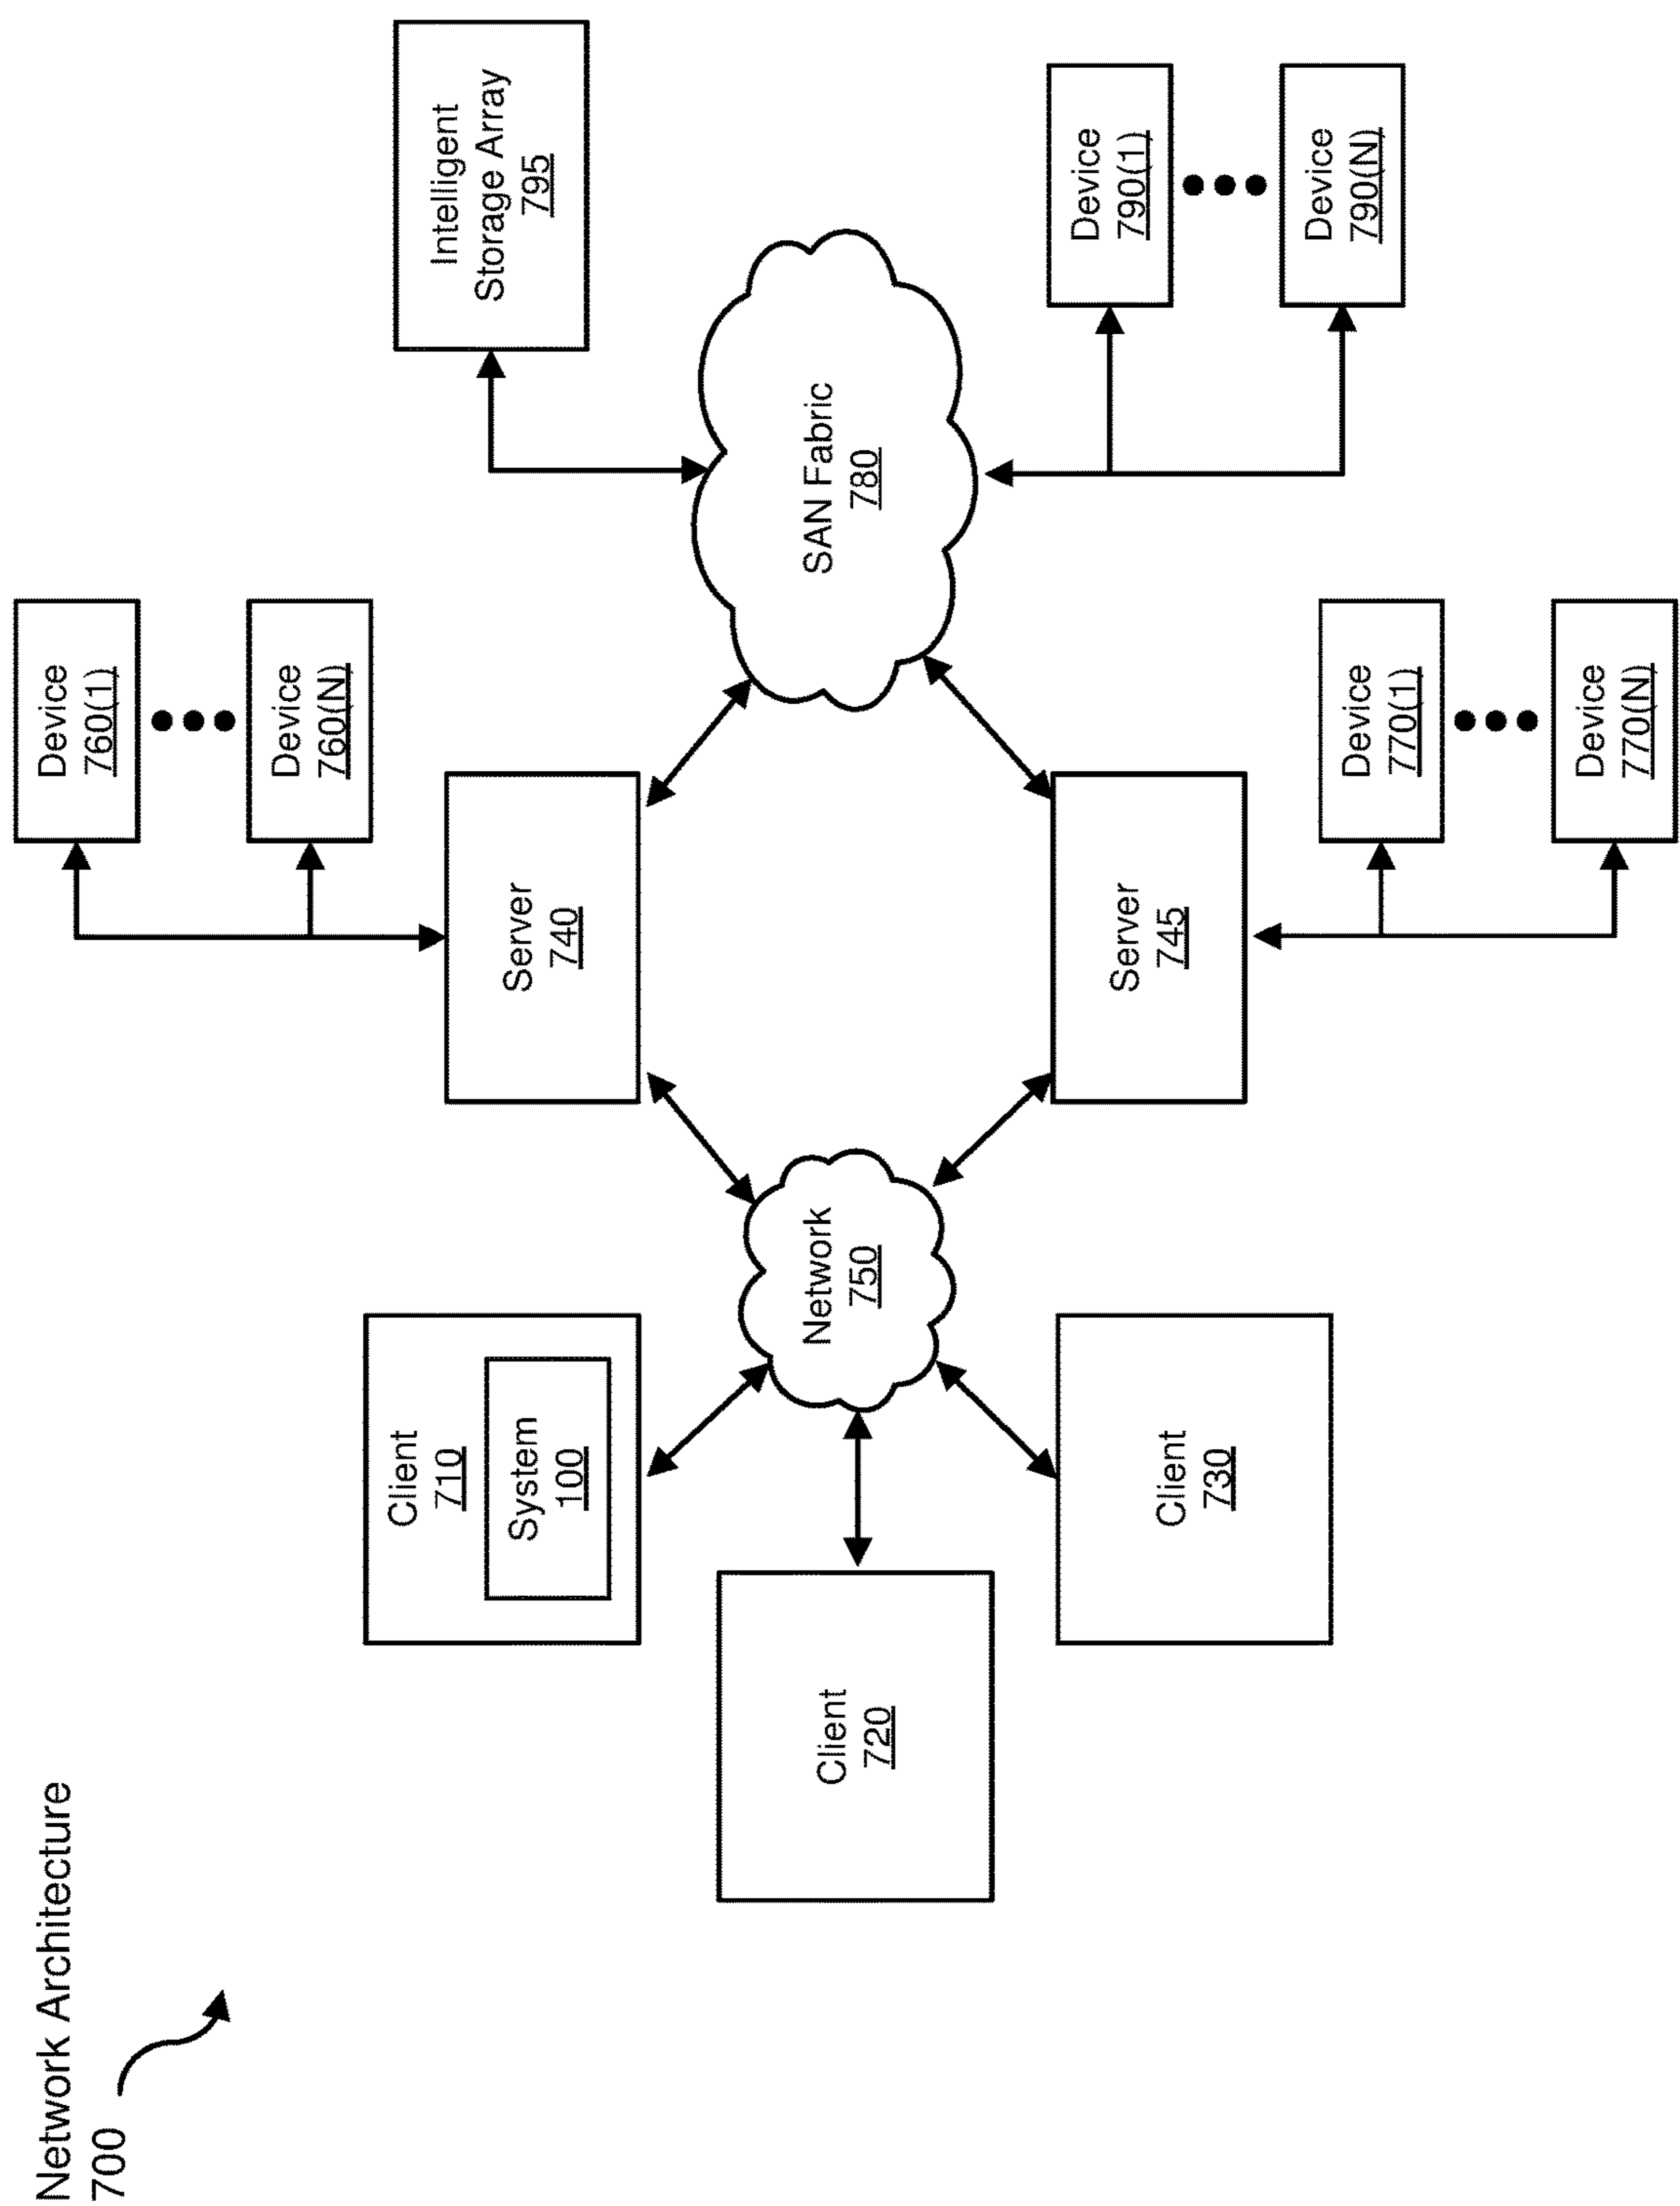 Network Architecture
700
Client
710
System
100
Client
720
Client
730
Network
750
Server
740
Server
745
Device
760(1)
Device
760(N)
Device
770(1)
Device
770(N)
SAN Fabric
780
Intelligent
Storage Array
795
Device
790(1)
Device
790(N)